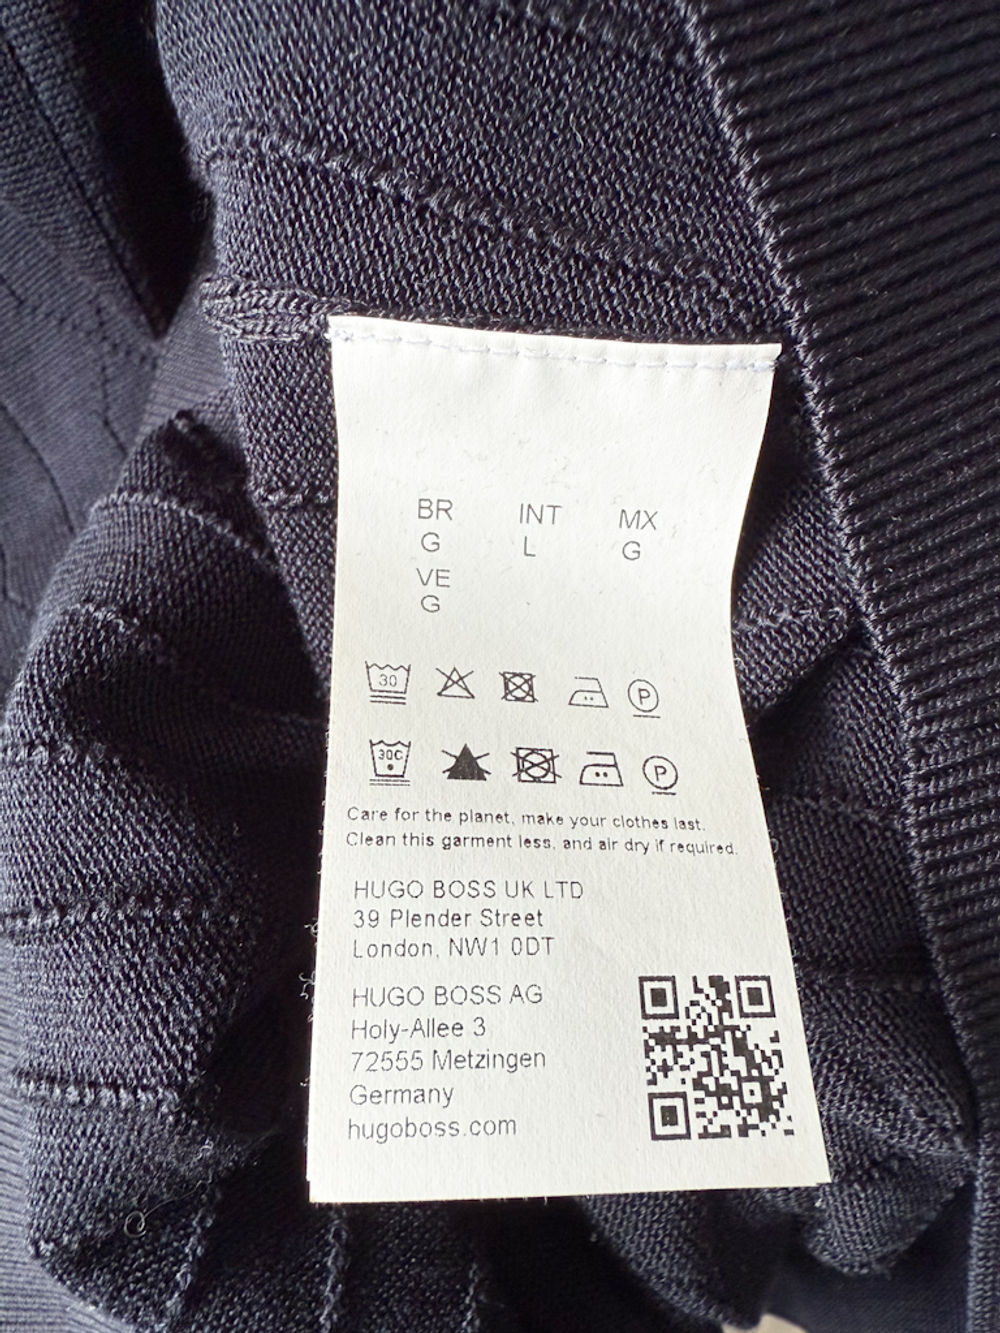 BR INT MX
G L G
VE
G
30 P
30C P
Care for the planet, make your clothes last.
Clean this garment less, and air dry if required.
HUGO BOSS UK LTD
39 Plender Street
London, NW1 0DT
HUGO BOSS AG
Holy-Allee 3
72555 Metzingen
Germany
hugoboss.com